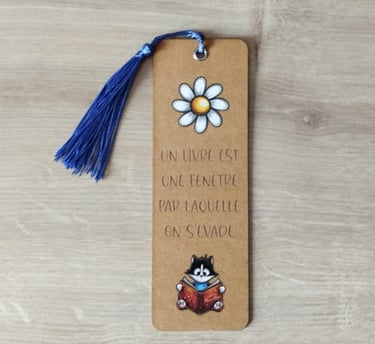 UN LIVRE EST
UNE FENETRE
PAR LAQUELLE
ON S'EVADE